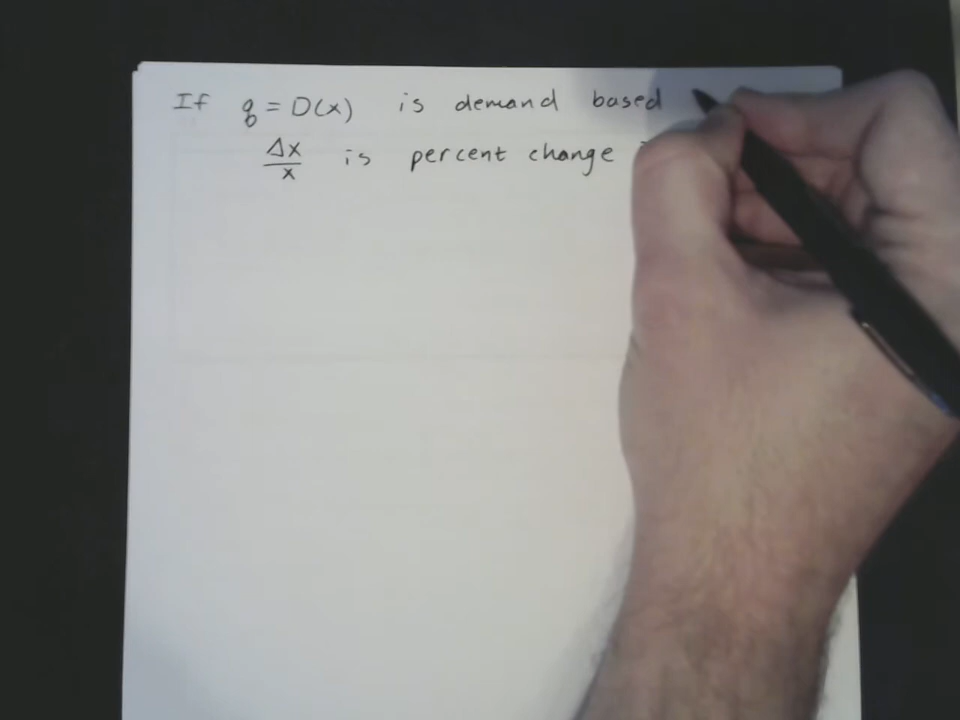 If q = D(x) is demand based
Δx/x is percent change